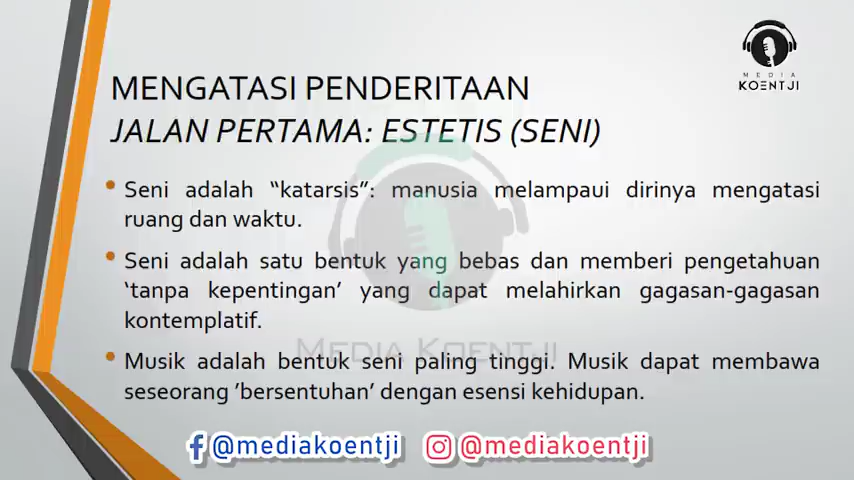 MEDIA
KOENTJI
MENGATASI PENDERITAAN
JALAN PERTAMA: ESTETIS (SENI)
• Seni adalah “katarsis”: manusia melampaui dirinya mengatasi
ruang dan waktu.
• Seni adalah satu bentuk yang bebas dan memberi pengetahuan
‘tanpa kepentingan’ yang dapat melahirkan gagasan-gagasan
kontemplatif.
MEDIA KOENTJI
• Musik adalah bentuk seni paling tinggi. Musik dapat membawa
seseorang ’bersentuhan’ dengan esensi kehidupan.
@mediakoentji @mediakoentji